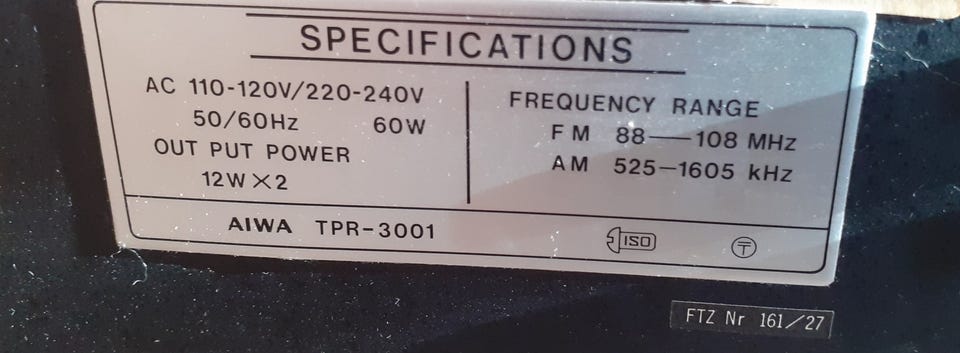 SPECIFICATIONS
AC 110-120V/220-240V
50/60Hz 60W
OUT PUT POWER
12W×2
FREQUENCY RANGE
FM 88—108 MHz
AM 525-1605 kHz
AIWA TPR-3001
ISO
〒
FTZ Nr 161/27